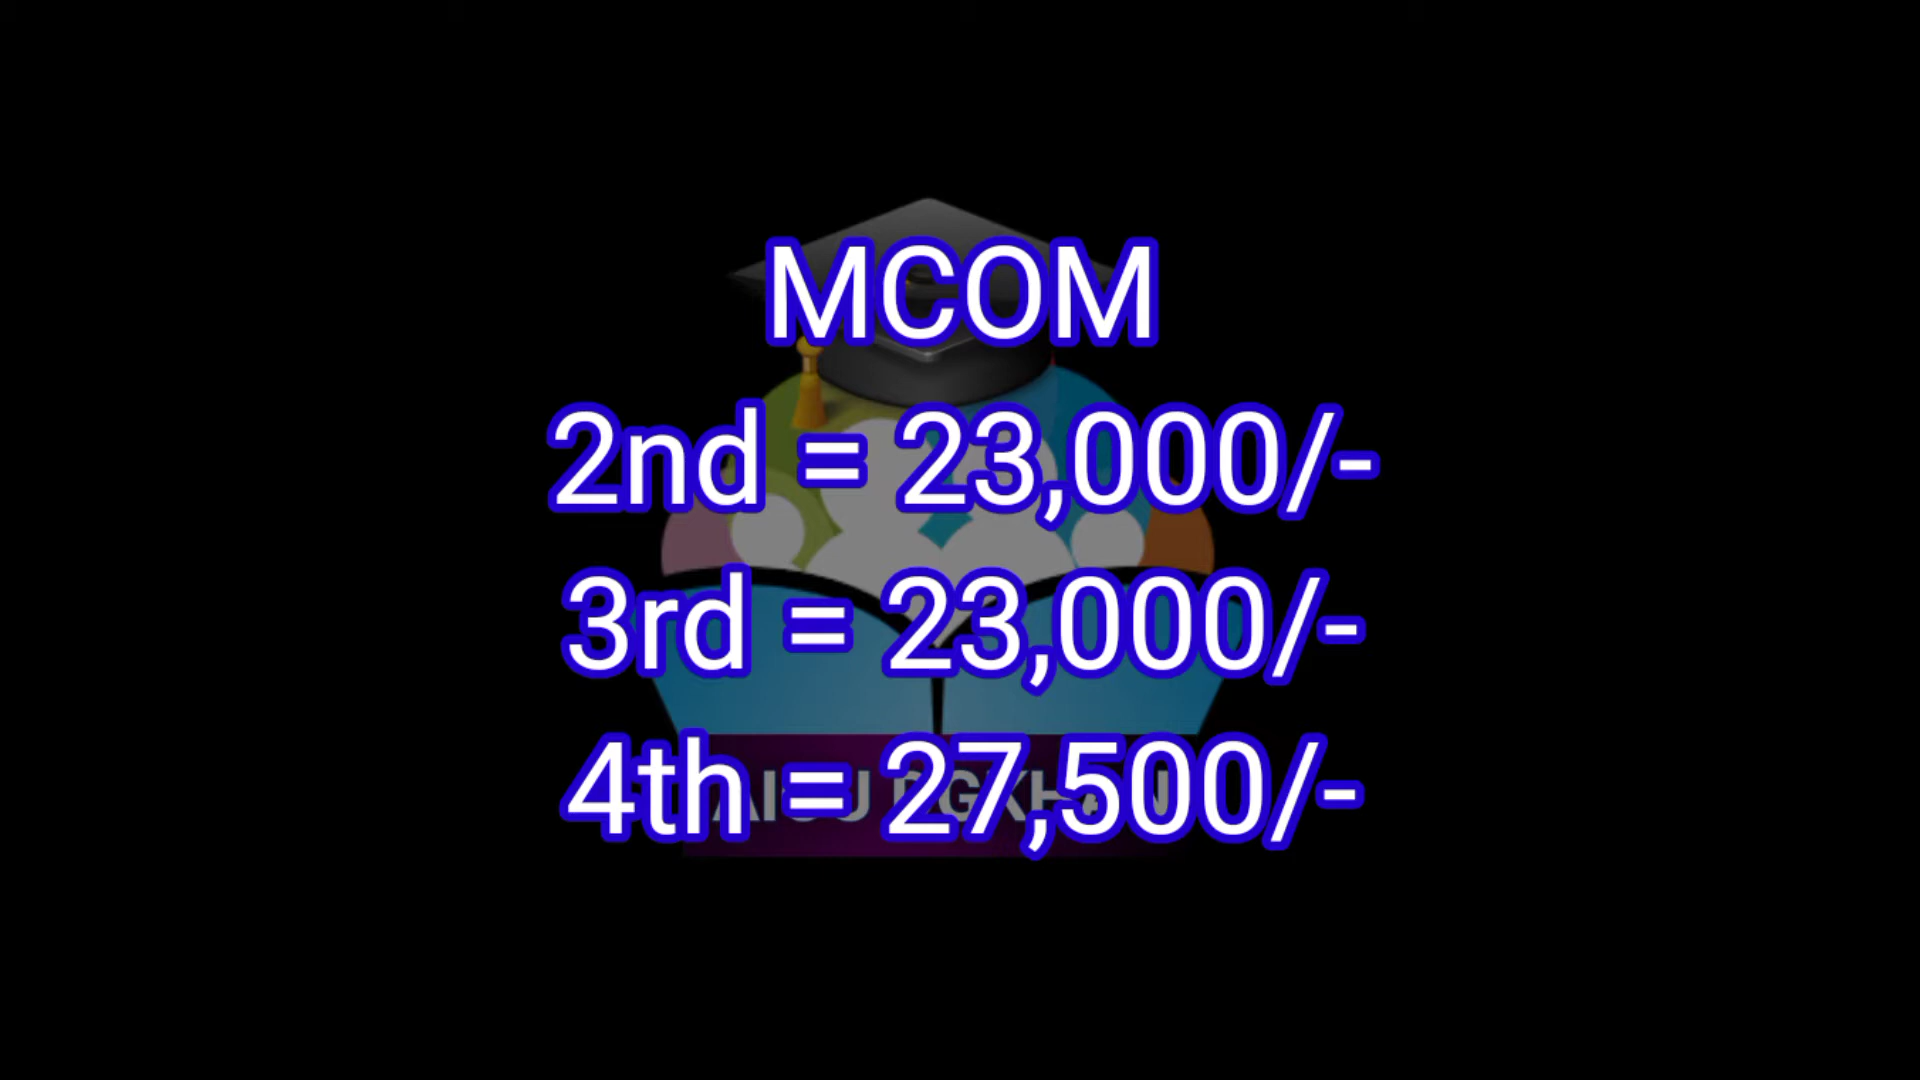 MCOM
2nd = 23,000/-
3rd = 23,000/-
4th = 27,500/-